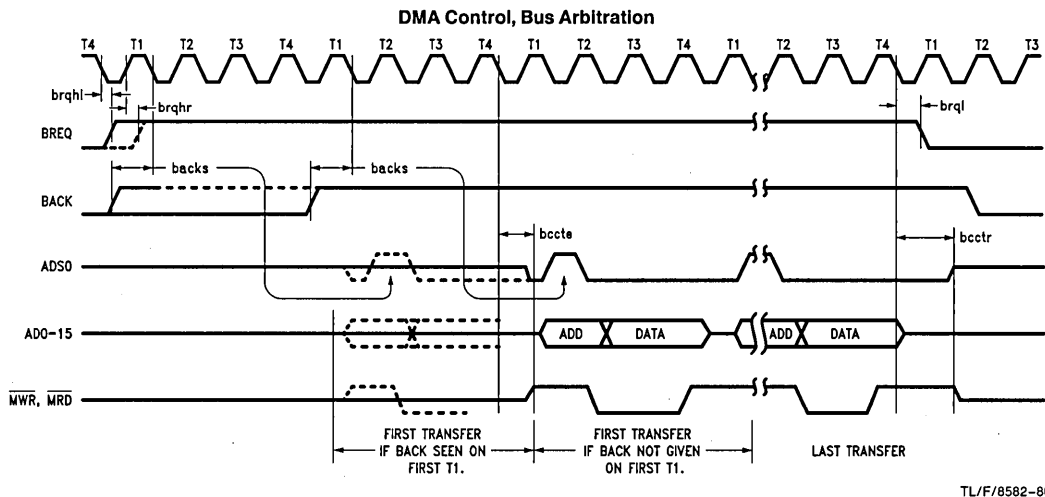 DMA Control, Bus Arbitration
T4 T1 T2 T3 T4 T1 T2 T3 T4 T1 T2 T3 T4 T1 T2 T3 T4 T1 T2 T3
brqhl
brqhr
brql
BREQ
backs
backs
BACK
bccte
bcctr
ADS0
AD0-15
ADD
DATA
ADD
DATA
MWR, MRD
FIRST TRANSFER
IF BACK SEEN ON
FIRST T1.
FIRST TRANSFER
IF BACK NOT GIVEN
ON FIRST T1.
LAST TRANSFER